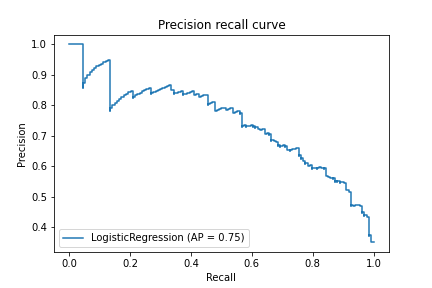 Precision recall curve
1.0
0.9
0.8
0.7
0.6
0.5
0.4
Precision
LogisticRegression (AP = 0.75)
0.0 0.2 0.4 0.6 0.8 1.0
Recall